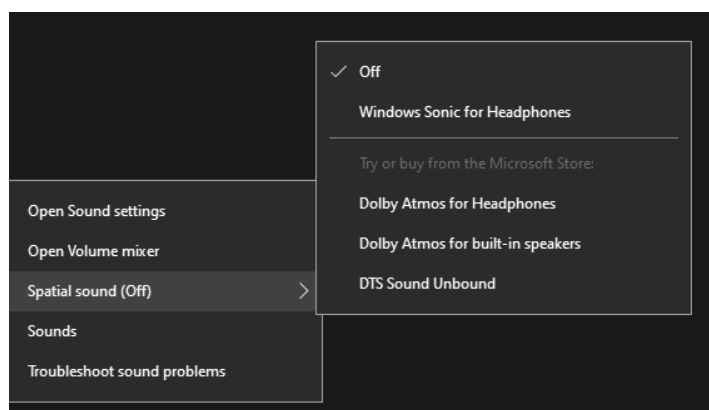 Open Sound settings
Open Volume mixer
Spatial sound (Off)
Sounds
Troubleshoot sound problems
Off
Windows Sonic for Headphones
Try or buy from the Microsoft Store:
Dolby Atmos for Headphones
Dolby Atmos for built-in speakers
DTS Sound Unbound